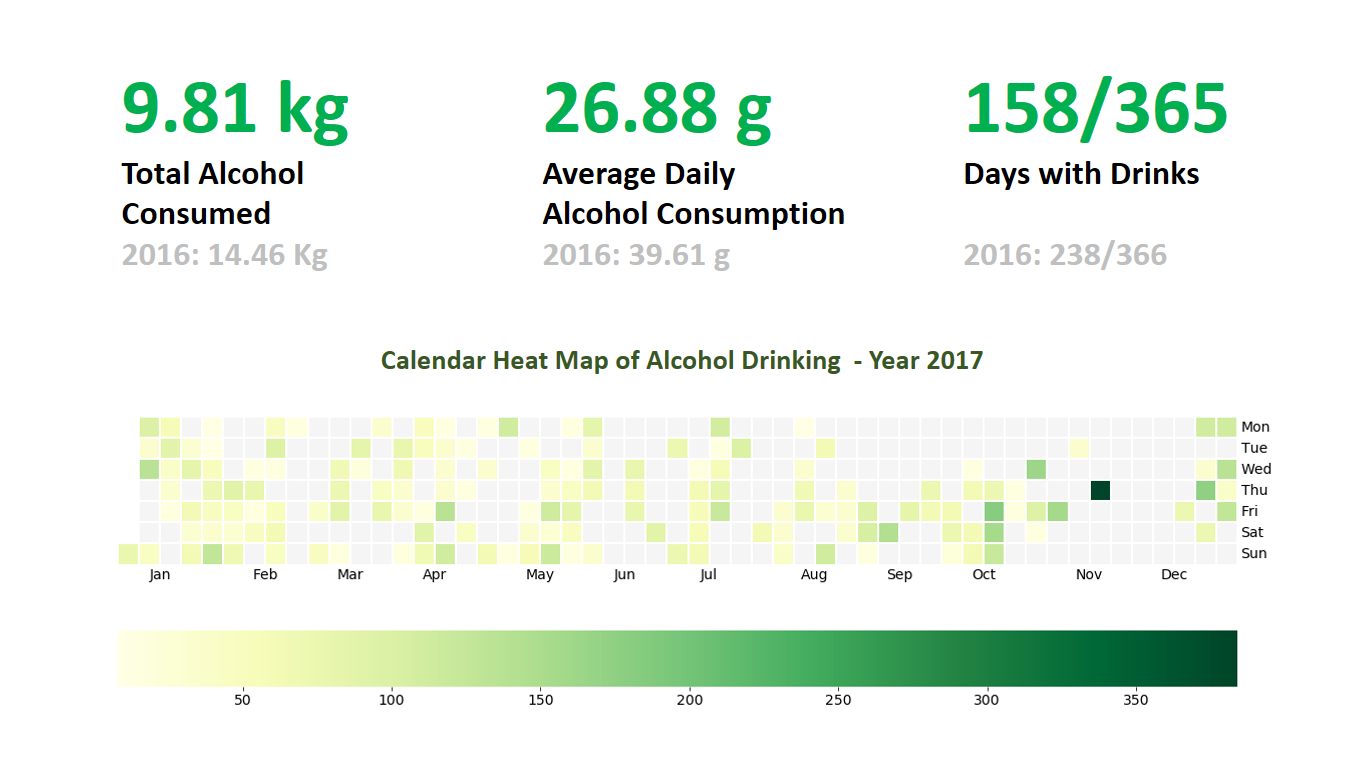 9.81 kg
Total Alcohol
Consumed
2016: 14.46 Kg
26.88 g
Average Daily
Alcohol Consumption
2016: 39.61 g
158/365
Days with Drinks
2016: 238/366
Calendar Heat Map of Alcohol Drinking - Year 2017
Mon
Tue
Wed
Thu
Fri
Sat
Sun
Jan Feb Mar Apr May Jun Jul Aug Sep Oct Nov Dec
50 100 150 200 250 300 350